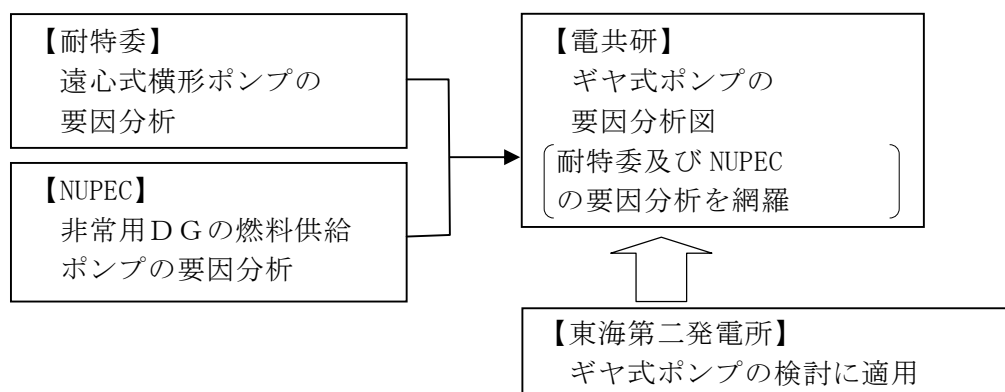 【耐特委】
遠心式横形ポンプの
要因分析
【NUPEC】
非常用ＤＧの燃料供給
ポンプの要因分析
【電共研】
ギヤ式ポンプの
要因分析図
耐特委及び NUPEC
の要因分析を網羅
【東海第二発電所】
ギヤ式ポンプの検討に適用